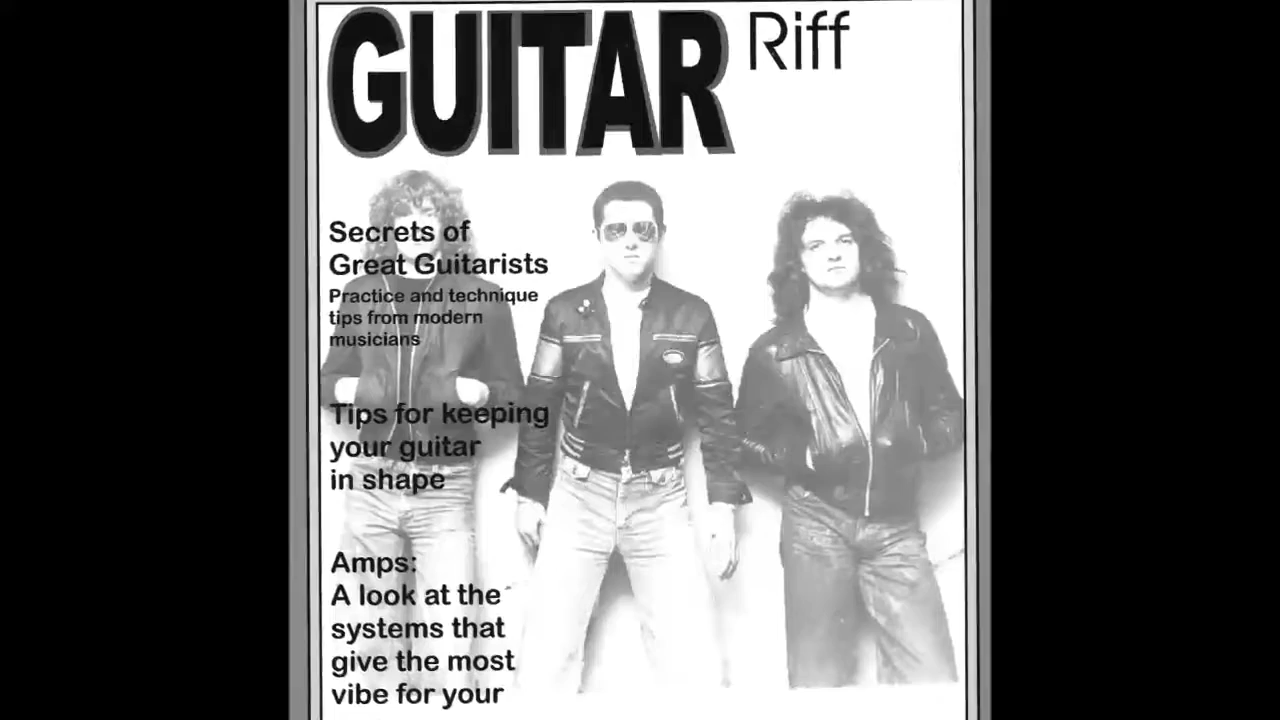 GUITAR Riff
Secrets of
Great Guitarists
Practice and technique
tips from modern
musicians
Tips for keeping
your guitar
in shape
Amps:
A look at the
systems that
give the most
vibe for your